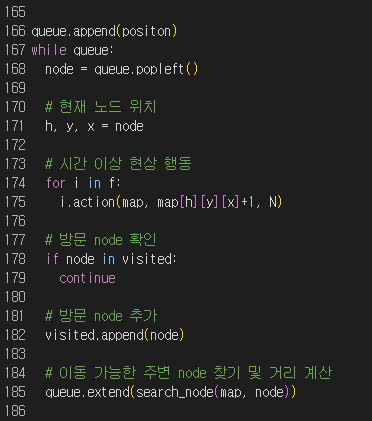 165
166 queue.append(positon)
167 while queue:
168 node = queue.popleft()
169
170 # 현재 노드 위치
171 h, y, x = node
172
173 # 시간 이상 현상 행동
174 for i in f:
175 i.action(map, map[h][y][x]+1, N)
176
177 # 방문 node 확인
178 if node in visited:
179 continue
180
181 # 방문 node 추가
182 visited.append(node)
183
184 # 이동 가능한 주변 node 찾기 및 거리 계산
185 queue.extend(search_node(map, node))
186